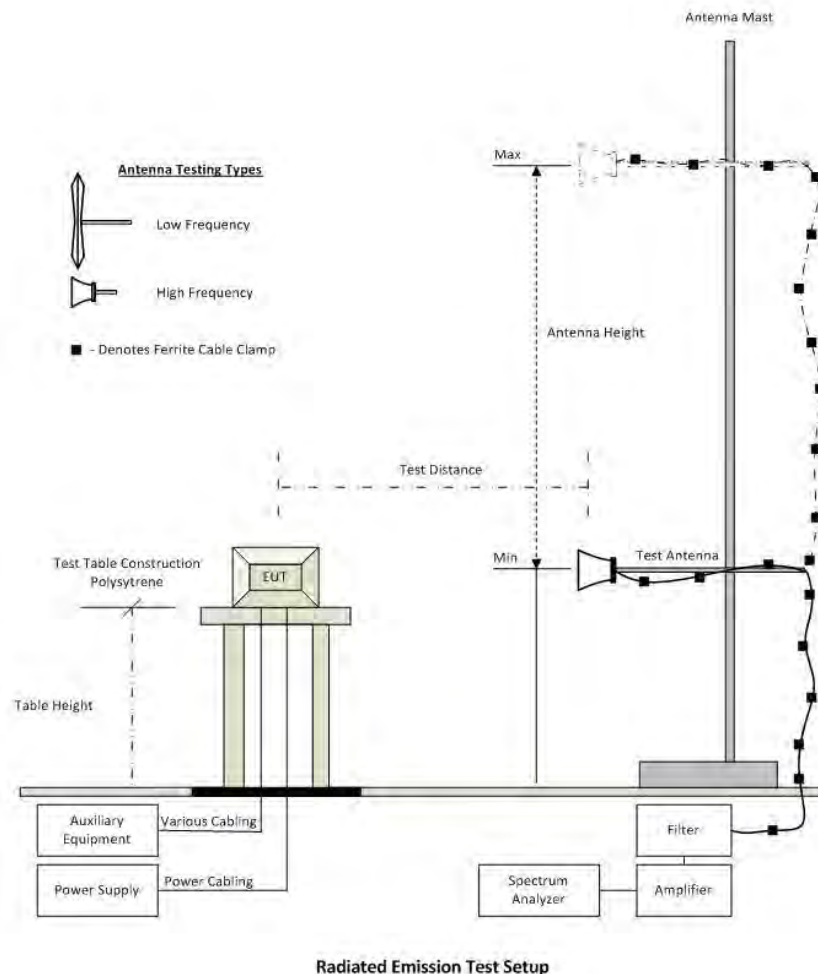 Antenna Mast
Antenna Testing Types
Max
Low Frequency
High Frequency
- Denotes Ferrite Cable Clamp
Antenna Height
Test Distance
Test Table Construction
Polysytrene
EUT
Min
Test Antenna
Table Height
Auxiliary
Equipment
Various Cabling
Filter
Power Supply
Power Cabling
Spectrum
Analyzer
Amplifier
Radiated Emission Test Setup